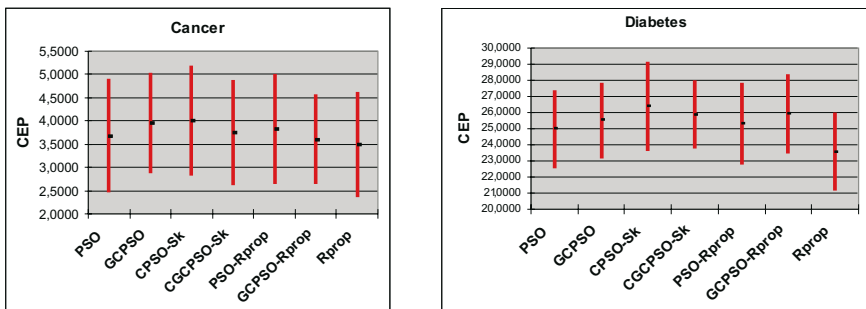 Cancer
CEP
5,5000
5,0000
4,5000
4,0000
3,5000
3,0000
2,5000
2,0000
PSO
GCPSO
CPSO-Sk
CGCPSO-Sk
PSO-Rprop
GCPSO-Rprop
Rprop
Diabetes
CEP
30,0000
29,0000
28,0000
27,0000
26,0000
25,0000
24,0000
23,0000
22,0000
21,0000
20,0000
PSO
GCPSO
CPSO-Sk
CGCPSO-Sk
PSO-Rprop
GCPSO-Rprop
Rprop